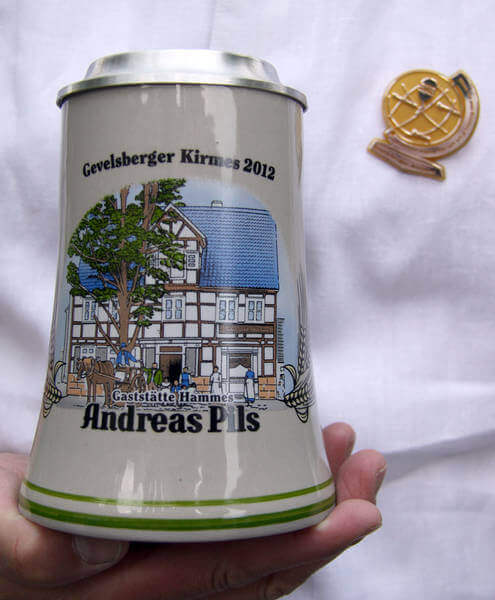 Gevelsberger Kirmes 2012
Gaststätte Hammes
Andreas Pils